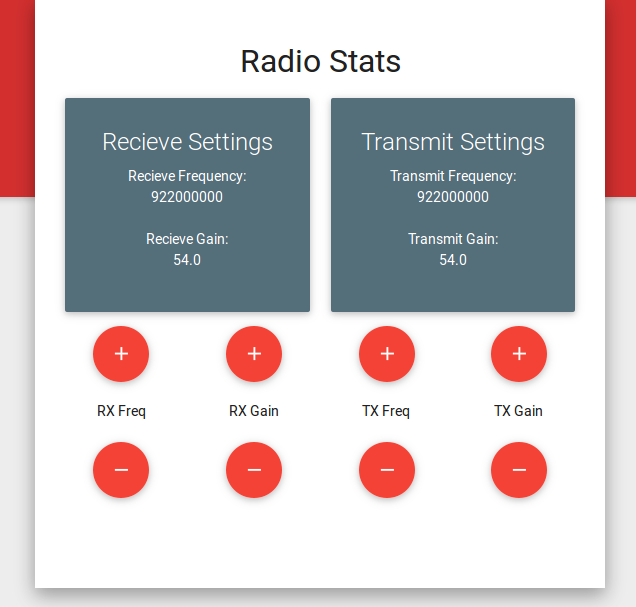 Radio Stats
Recieve Settings
Recieve Frequency:
922000000
Recieve Gain:
54.0
Transmit Settings
Transmit Frequency:
922000000
Transmit Gain:
54.0
+ + + +
RX Freq RX Gain TX Freq TX Gain
− − − −